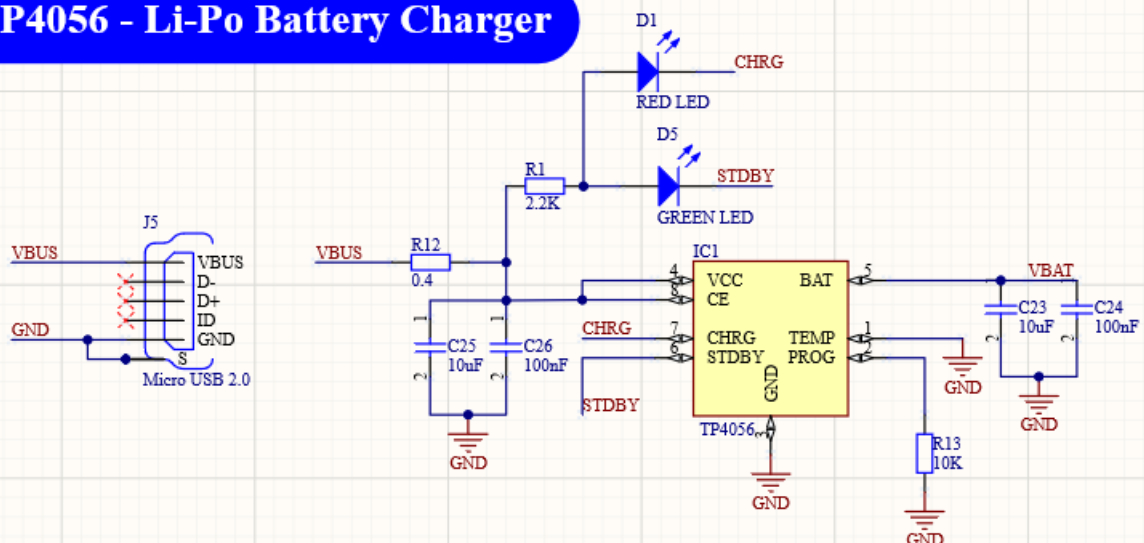 P4056 - Li-Po Battery Charger
D1
CHRG
RED LED
D5
STDBY
GREEN LED
R1
2.2K
J5
VBUS
VBUS
D-
D+
ID
GND
GND
S
Micro USB 2.0
VBUS
R12
0.4
1
C25
10uF
2
1
C26
100nF
2
GND
IC1
4
VCC
8
CE
CHRG
7
CHRG
STDBY
6
STDBY
BAT
5
TEMP
1
PROG
2
GND
TP4056
3
GND
GND
R13
10K
GND
VBAT
C23
10uF
2
C24
100nF
2
GND